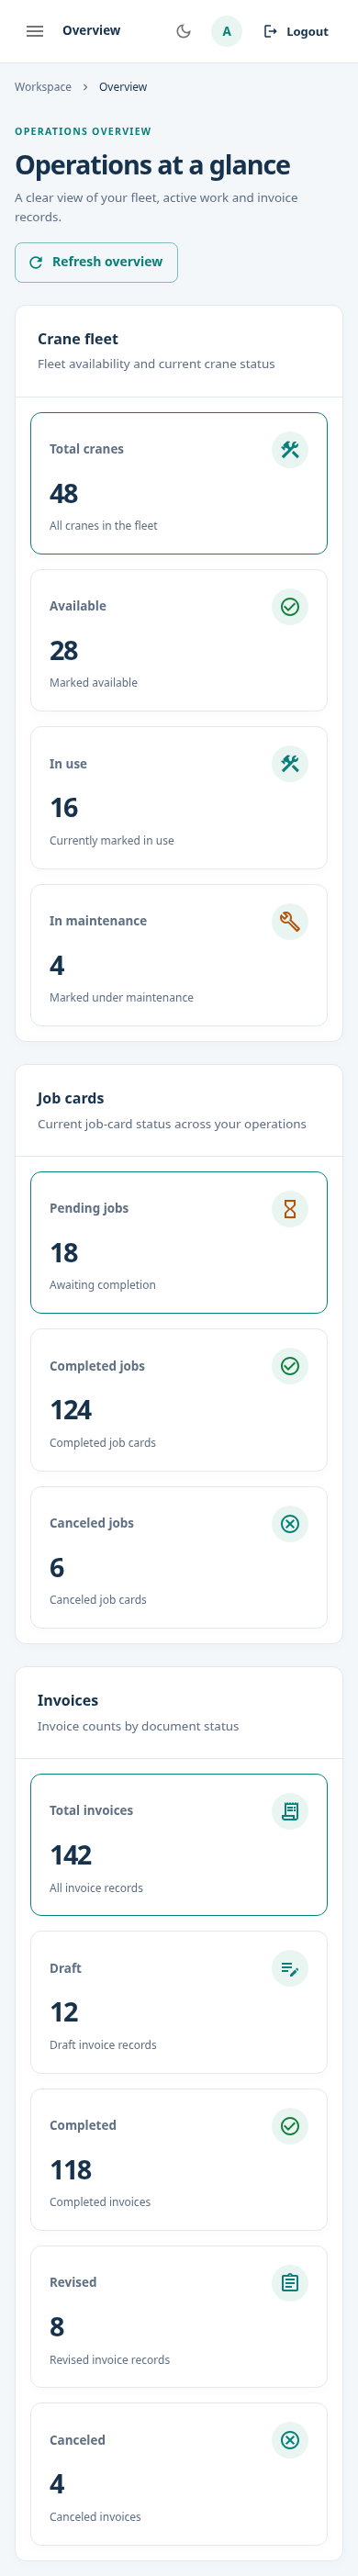 Overview
A
Logout
Workspace > Overview
OPERATIONS OVERVIEW
Operations at a glance
A clear view of your fleet, active work and invoice
records.
Refresh overview
Crane fleet
Fleet availability and current crane status
Total cranes
48
All cranes in the fleet
Available
28
Marked available
In use
16
Currently marked in use
In maintenance
4
Marked under maintenance
Job cards
Current job-card status across your operations
Pending jobs
18
Awaiting completion
Completed jobs
124
Completed job cards
Canceled jobs
6
Canceled job cards
Invoices
Invoice counts by document status
Total invoices
142
All invoice records
Draft
12
Draft invoice records
Completed
118
Completed invoices
Revised
8
Revised invoice records
Canceled
4
Canceled invoices